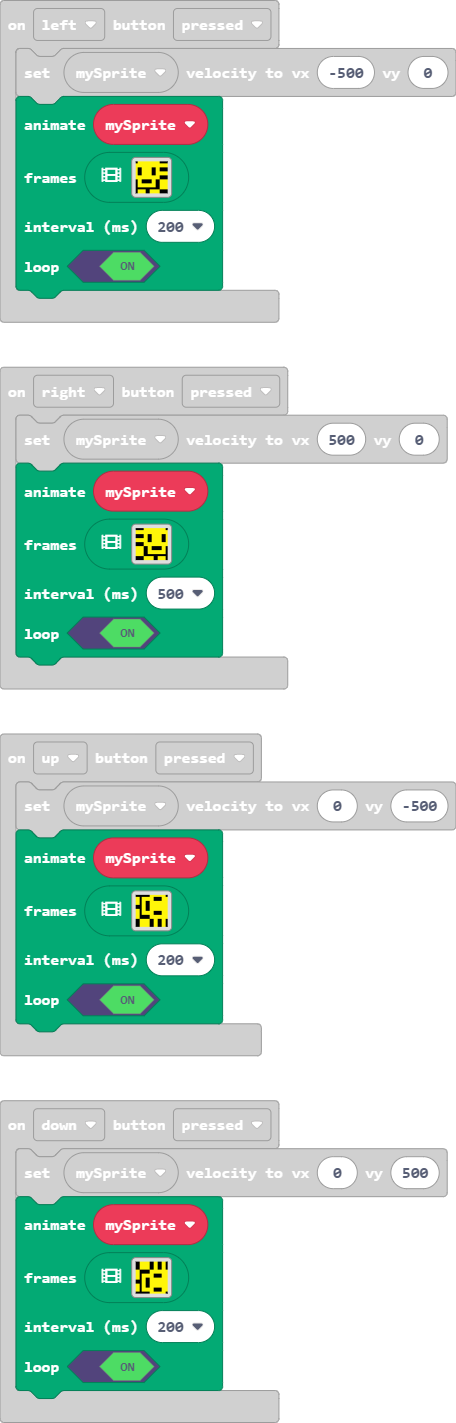 on left button pressed
set mySprite velocity to vx -500 vy 0
animate mySprite
frames
interval (ms) 200
loop ON
on right button pressed
set mySprite velocity to vx 500 vy 0
animate mySprite
frames
interval (ms) 500
loop ON
on up button pressed
set mySprite velocity to vx 0 vy -500
animate mySprite
frames
interval (ms) 200
loop ON
on down button pressed
set mySprite velocity to vx 0 vy 500
animate mySprite
frames
interval (ms) 200
loop ON